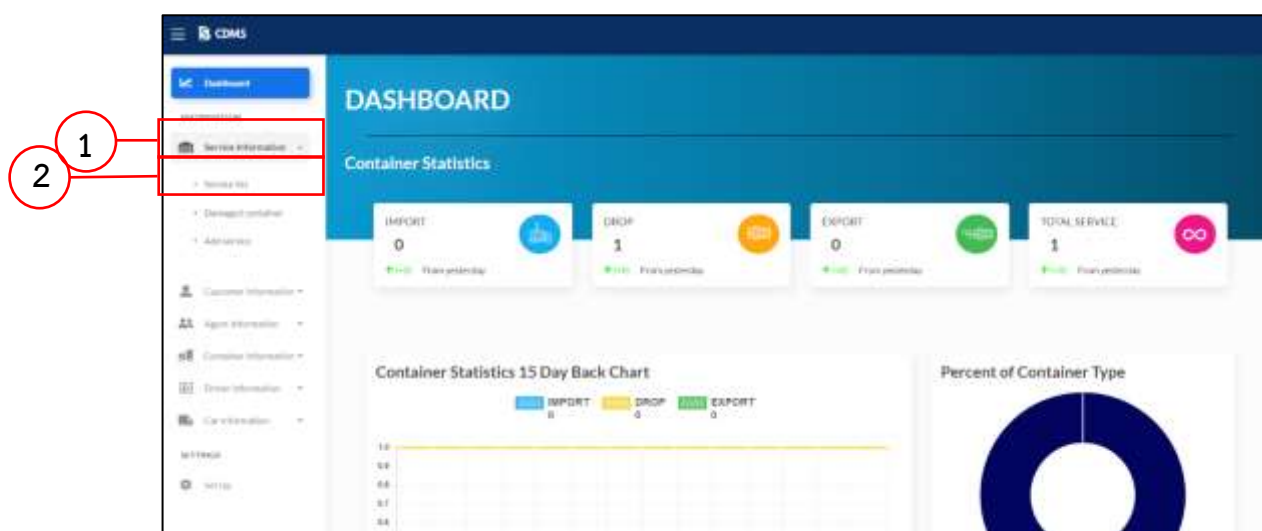 CDMS
Dashboard
DASHBOARD
1
Service Information
2
Container Statistics
Service list
Damaged container
Add service
IMPORT
0
From yesterday
DROP
1
From yesterday
EXPORT
0
From yesterday
TOTAL SERVICE
1
From yesterday
Customer Information
Agent Information
Container Information
Driver Information
Car Information
SETTINGS
Container Statistics 15 Day Back Chart
IMPORT
0
DROP
0
EXPORT
0
1.0
0.9
0.8
0.7
0.6
Percent of Container Type